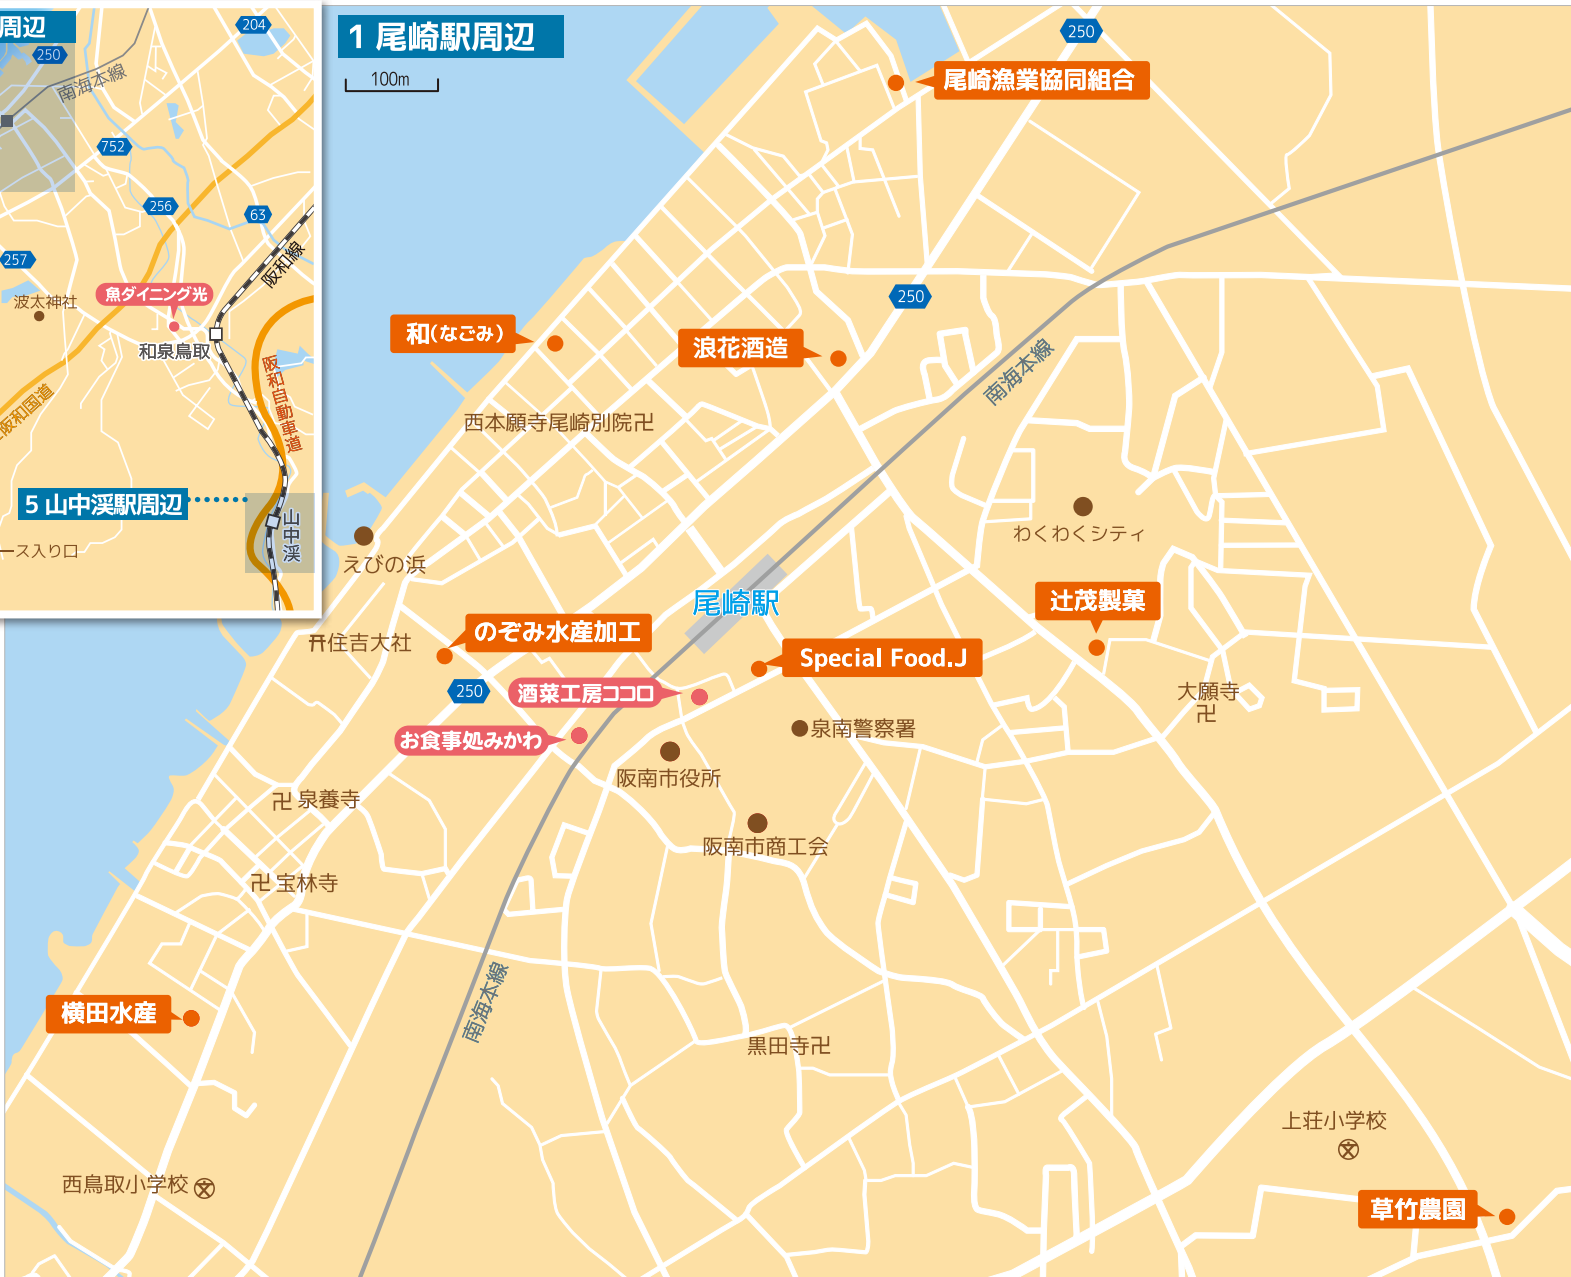 周辺
250
南海本線
204
752
256
63
257
阪和線
波太神社
魚ダイニング光
和泉鳥取
阪和自動車道
阪和国道
5 山中渓駅周辺
山中渓
ース入り口
1 尾崎駅周辺
100m
250
尾崎漁業協同組合
250
和(なごみ)
浪花酒造
南海本線
西本願寺尾崎別院卍
えびの浜
わくわくシティ
尾崎駅
辻茂製菓
住吉大社
のぞみ水産加工
Special Food.J
250
酒菜工房ココロ
大願寺
卍
お食事処みかわ
泉南警察署
阪南市役所
卍 泉養寺
阪南市商工会
卍 宝林寺
南海本線
横田水産
黒田寺卍
上荘小学校
文
西鳥取小学校 文
草竹農園